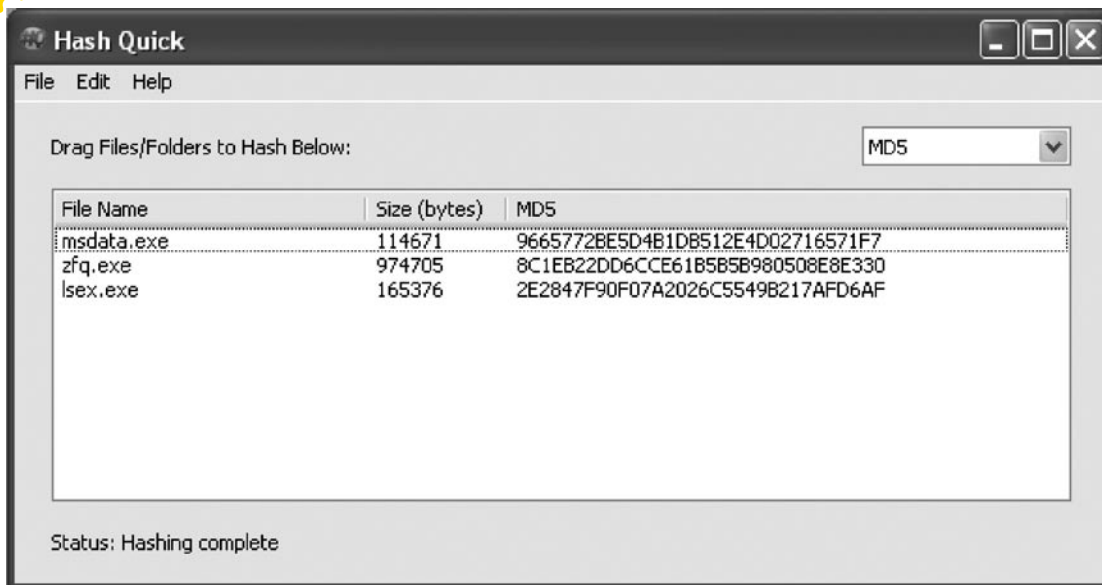 Hash Quick
File Edit Help
Drag Files/Folders to Hash Below:
MD5
File Name Size (bytes) MD5
msdata.exe 114671 9665772BE5D4B1DB512E4D02716571F7
zfq.exe 974705 8C1EB22DD6CCE61B5B5B980508E8E330
lsex.exe 165376 2E2847F90F07A2026C5549B217AFD6AF
Status: Hashing complete